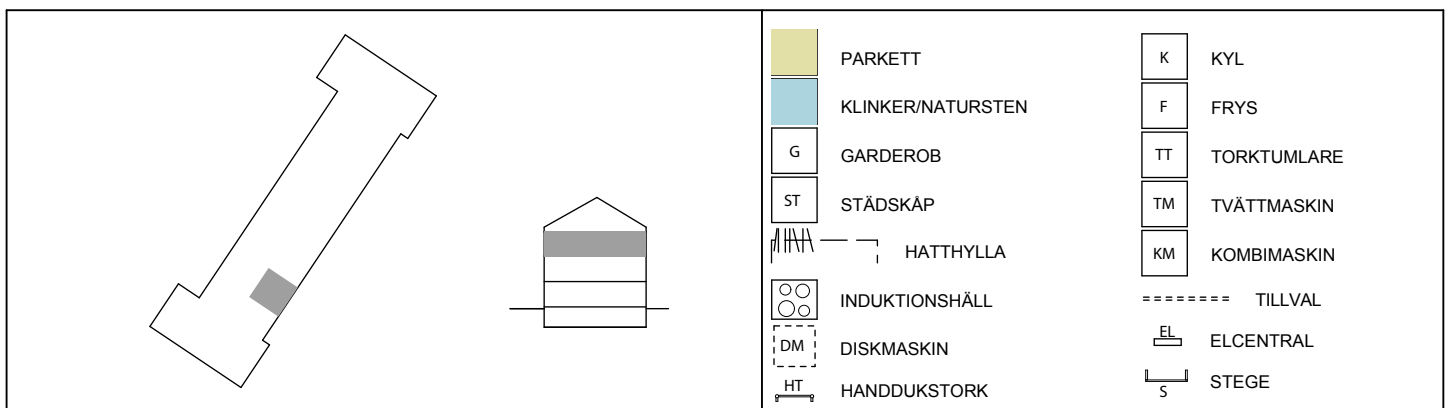 PARKETT
KLINKER/NATURSTEN
G GARDEROB
ST STÄDSKÅP
HATTHYLLA
INDUKTIONSHÄLL
DM DISKMASKIN
HT HANDDUKSTORK
K KYL
F FRYS
TT TORKTUMLARE
TM TVÄTTMASKIN
KM KOMBIMASKIN
TILLVAL
EL ELCENTRAL
S STEGE